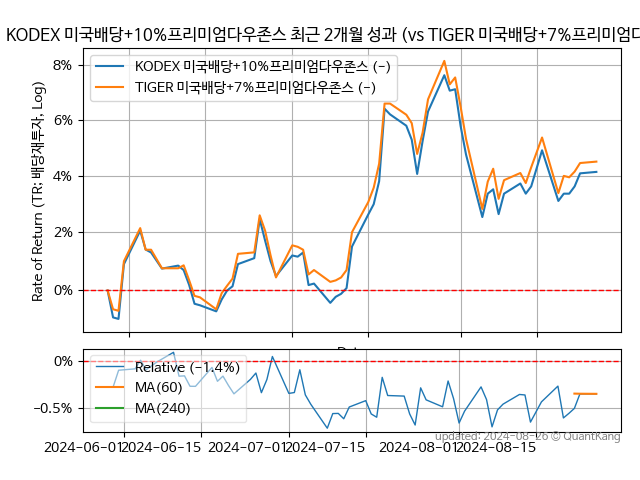 KODEX 미국배당+10%프리미엄다우존스 최근 2개월 성과 (vs TIGER 미국배당+7%프리미엄다
KODEX 미국배당+10%프리미엄다우존스 (-)
TIGER 미국배당+7%프리미엄다우존스 (-)
Rate of Return (TR: 배당재투자, Log)
8%
6%
4%
2%
0%
0%
−0.5%
Relative (−1.4%)
MA(60)
MA(240)
2024-06-01
2024-06-15
2024-07-01
2024-07-15
2024-08-01
2024-08-15
updated: 2024-08-26 © QuantKang